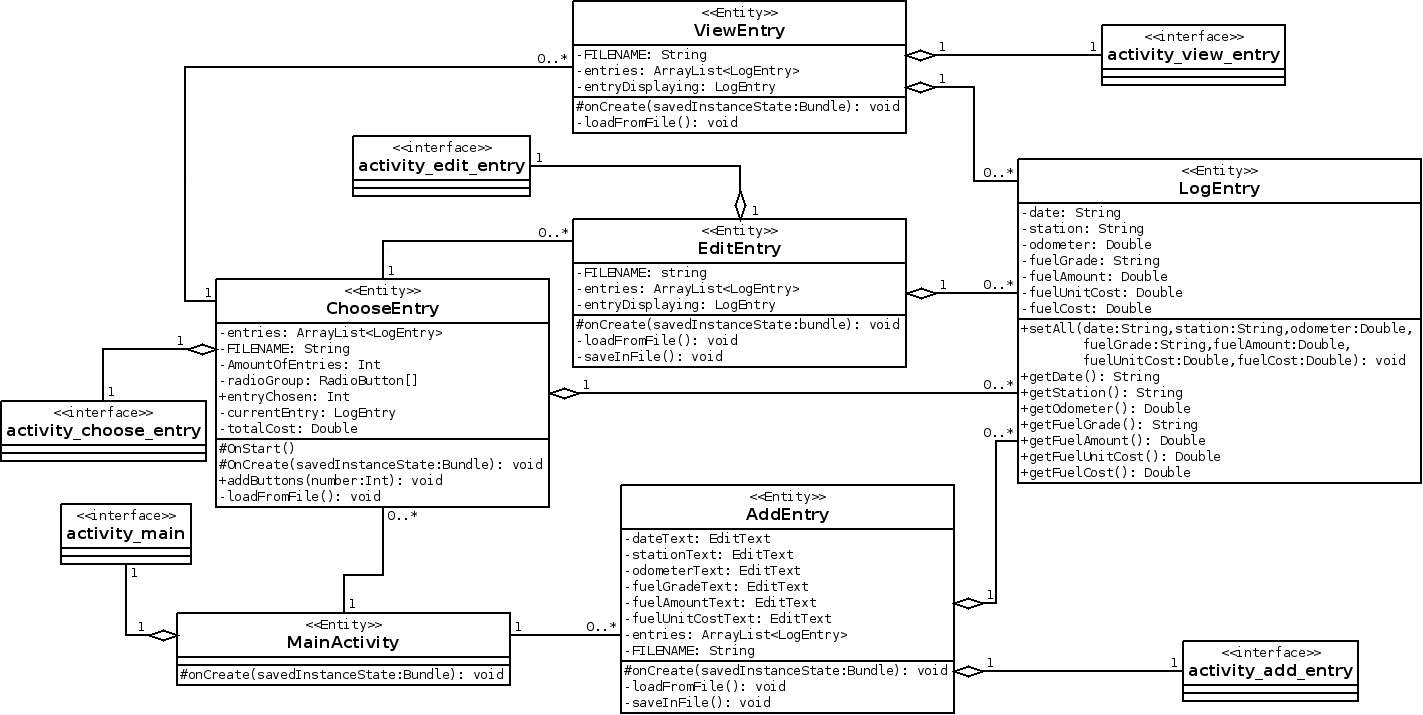 <<Entity>>
ViewEntry
-FILENAME: String
-entries: ArrayList<LogEntry>
-entryDisplaying: LogEntry
#onCreate(savedInstanceState:Bundle): void
-loadFromFile(): void
0..*
1
1
<<interface>>
activity_view_entry
1
0..*
<<interface>>
activity_edit_entry
1
1
<<Entity>>
LogEntry
-date: String
-station: String
-odometer: Double
-fuelGrade: String
-fuelAmount: Double
-fuelUnitCost: Double
-fuelCost: Double
+setAll(date:String,station:String,odometer:Double,
fuelGrade:String,fuelAmount:Double,
fuelUnitCost:Double,fuelCost:Double): void
+getDate(): String
+getStation(): String
+getOdometer(): Double
+getFuelGrade(): String
+getFuelAmount(): Double
+getFuelUnitCost(): Double
+getFuelCost(): Double
<<Entity>>
EditEntry
-FILENAME: string
-entries: ArrayList<LogEntry>
-entryDisplaying: LogEntry
#onCreate(savedInstanceState:bundle): void
-loadFromFile(): void
-saveInFile(): void
0..*
1
1
0..*
1
<<Entity>>
ChooseEntry
-entries: ArrayList<LogEntry>
-FILENAME: String
-AmountOfEntries: Int
-radioGroup: RadioButton[]
+entryChosen: Int
-currentEntry: LogEntry
-totalCost: Double
#OnStart()
#OnCreate(savedInstanceState:Bundle): void
+addButtons(number:Int): void
-loadFromFile(): void
1
1
<<interface>>
activity_choose_entry
1
0..*
0..*
<<interface>>
activity_main
1
0..*
1
1
<<Entity>>
MainActivity
#onCreate(savedInstanceState:Bundle): void
1
0..*
<<Entity>>
AddEntry
-dateText: EditText
-stationText: EditText
-odometerText: EditText
-fuelGradeText: EditText
-fuelAmountText: EditText
-fuelUnitCostText: EditText
-entries: ArrayList<LogEntry>
-FILENAME: String
#onCreate(savedInstanceState:Bundle): void
-loadFromFile(): void
-saveInFile(): void
1
1
1
<<interface>>
activity_add_entry